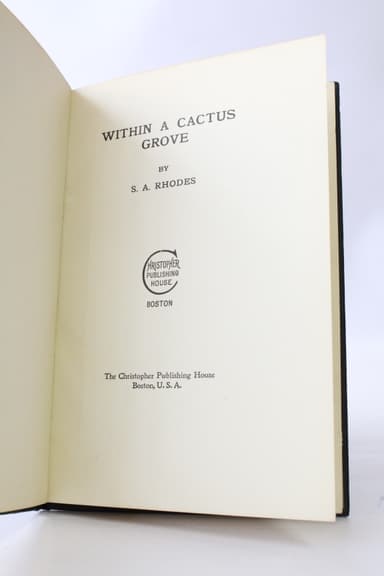 WITHIN A CACTUS
GROVE
BY
S. A. RHODES
CHRISTOPHER
PUBLISHING
HOUSE
BOSTON
The Christopher Publishing House
Boston, U. S. A.